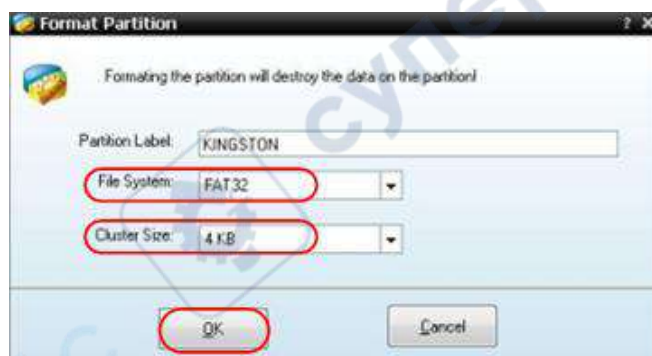 Format Partition
Formating the partition will destroy the data on the partition!
Partition Label: KINGSTON
File System: FAT32
Cluster Size: 4 KB
OK Cancel